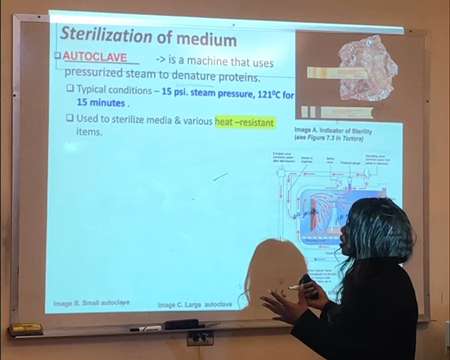 Sterilization of medium
AUTOCLAVE -> is a machine that uses
pressurized steam to denature proteins.
Typical conditions – 15 psi. steam pressure, 121⁰C for
15 minutes .
Used to sterilize media & various heat –resistant
items.
Image A. Indicator of Sterility
(see Figure 7.3 in Tortora)
Image B. Small autoclave
Image C. Large autoclave